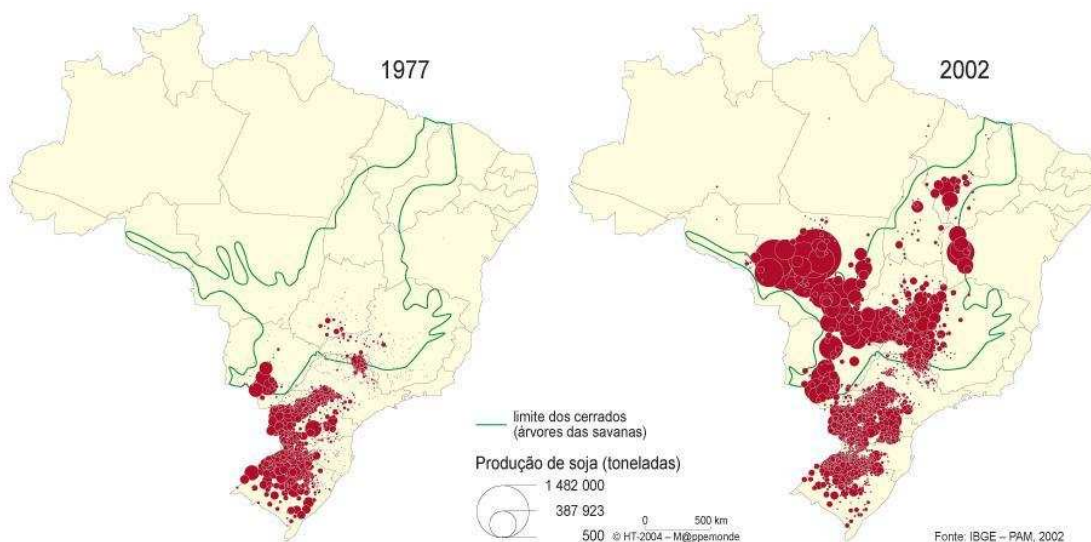 1977
2002
limite dos cerrados
(árvores das savanas)
Produção de soja (toneladas)
1 482 000
387 923
500
0 500 km
© HT-2004 – M@ppemonde
Fonte: IBGE – PAM, 2002